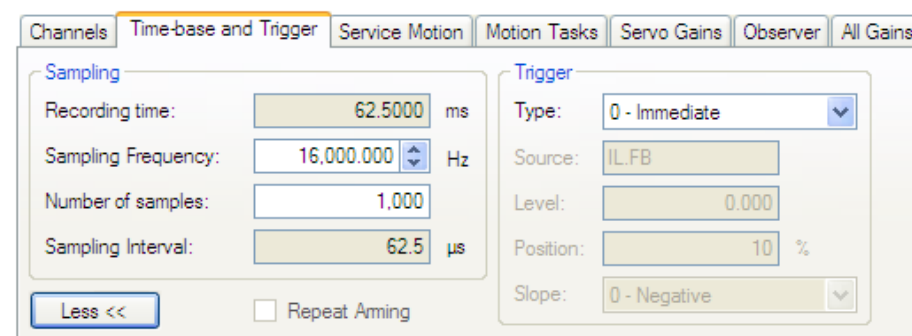 Channels Time-base and Trigger Service Motion Motion Tasks Servo Gains Observer All Gains
Sampling
Recording time: 62.5000 ms
Sampling Frequency: 16,000.000 Hz
Number of samples: 1,000
Sampling Interval: 62.5 µs
Less << Repeat Arming
Trigger
Type: 0 - Immediate
Source: IL.FB
Level: 0.000
Position: 10 %
Slope: 0 - Negative